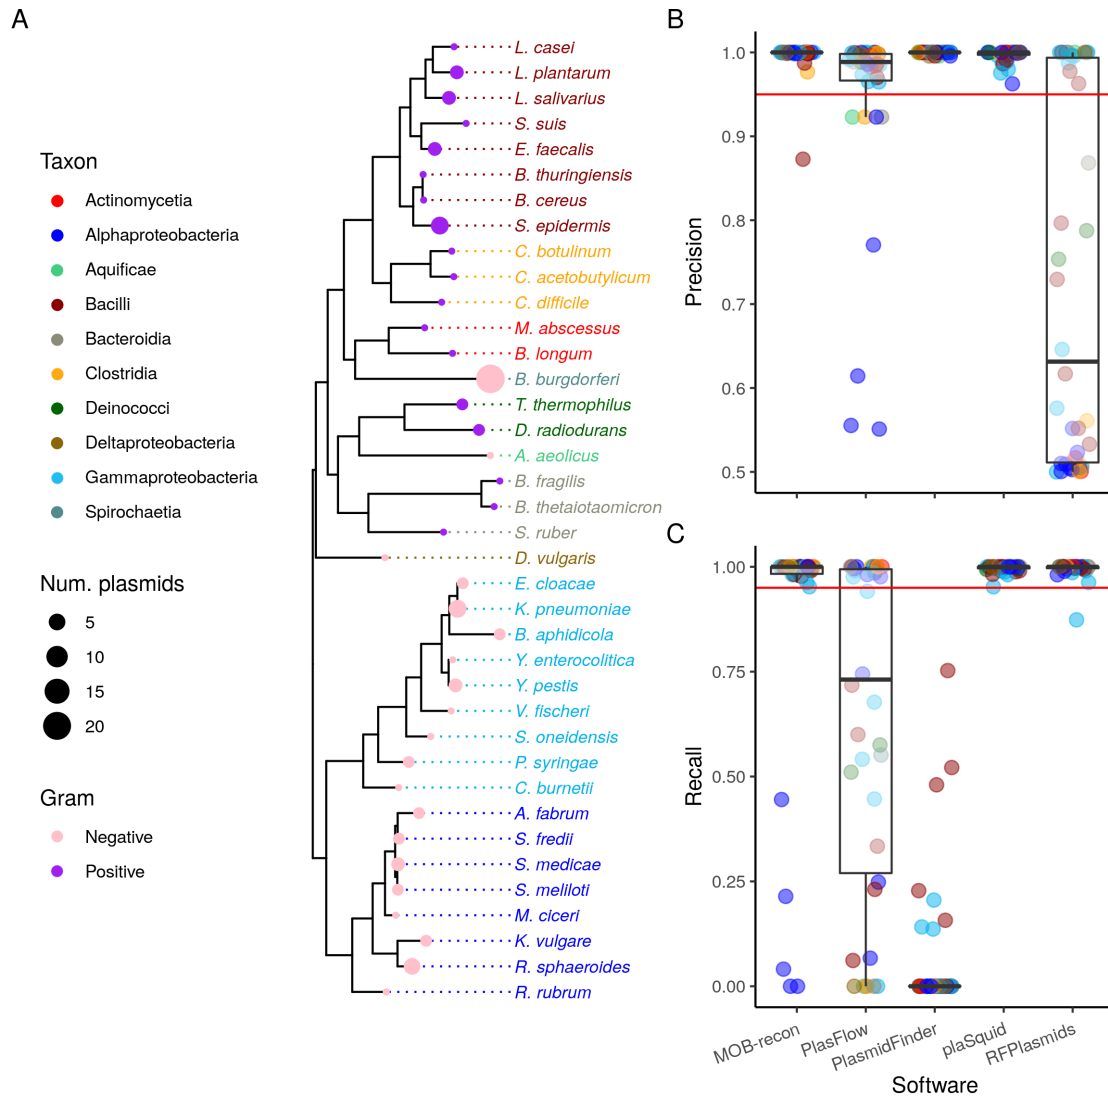 A
Taxon
Actinomycetia
Alphaproteobacteria
Aquificae
Bacilli
Bacteroidia
Clostridia
Deinococci
Deltaproteobacteria
Gammaproteobacteria
Spirochaetia
Num. plasmids
5
10
15
20
Gram
Negative
Positive
L. casei
L. plantarum
L. salivarius
S. suis
E. faecalis
B. thuringiensis
B. cereus
S. epidermis
C. botulinum
C. acetobutylicum
C. difficile
M. abscessus
B. longum
B. burgdorferi
T. thermophilus
D. radiodurans
A. aeolicus
B. fragilis
B. thetaiotaomicron
S. ruber
D. vulgaris
E. cloacae
K. pneumoniae
B. aphidicola
Y. enterocolitica
Y. pestis
V. fischeri
S. oneidensis
P. syringae
C. burnetii
A. fabrum
S. fredii
S. medicae
S. meliloti
M. ciceri
K. vulgare
R. sphaeroides
R. rubrum
B
Precision
1.0
0.9
0.8
0.7
0.6
0.5
C
Recall
1.00
0.75
0.50
0.25
0.00
MOB-recon
PlasFlow
PlasmidFinder
plaSquid
RFPlasmids
Software